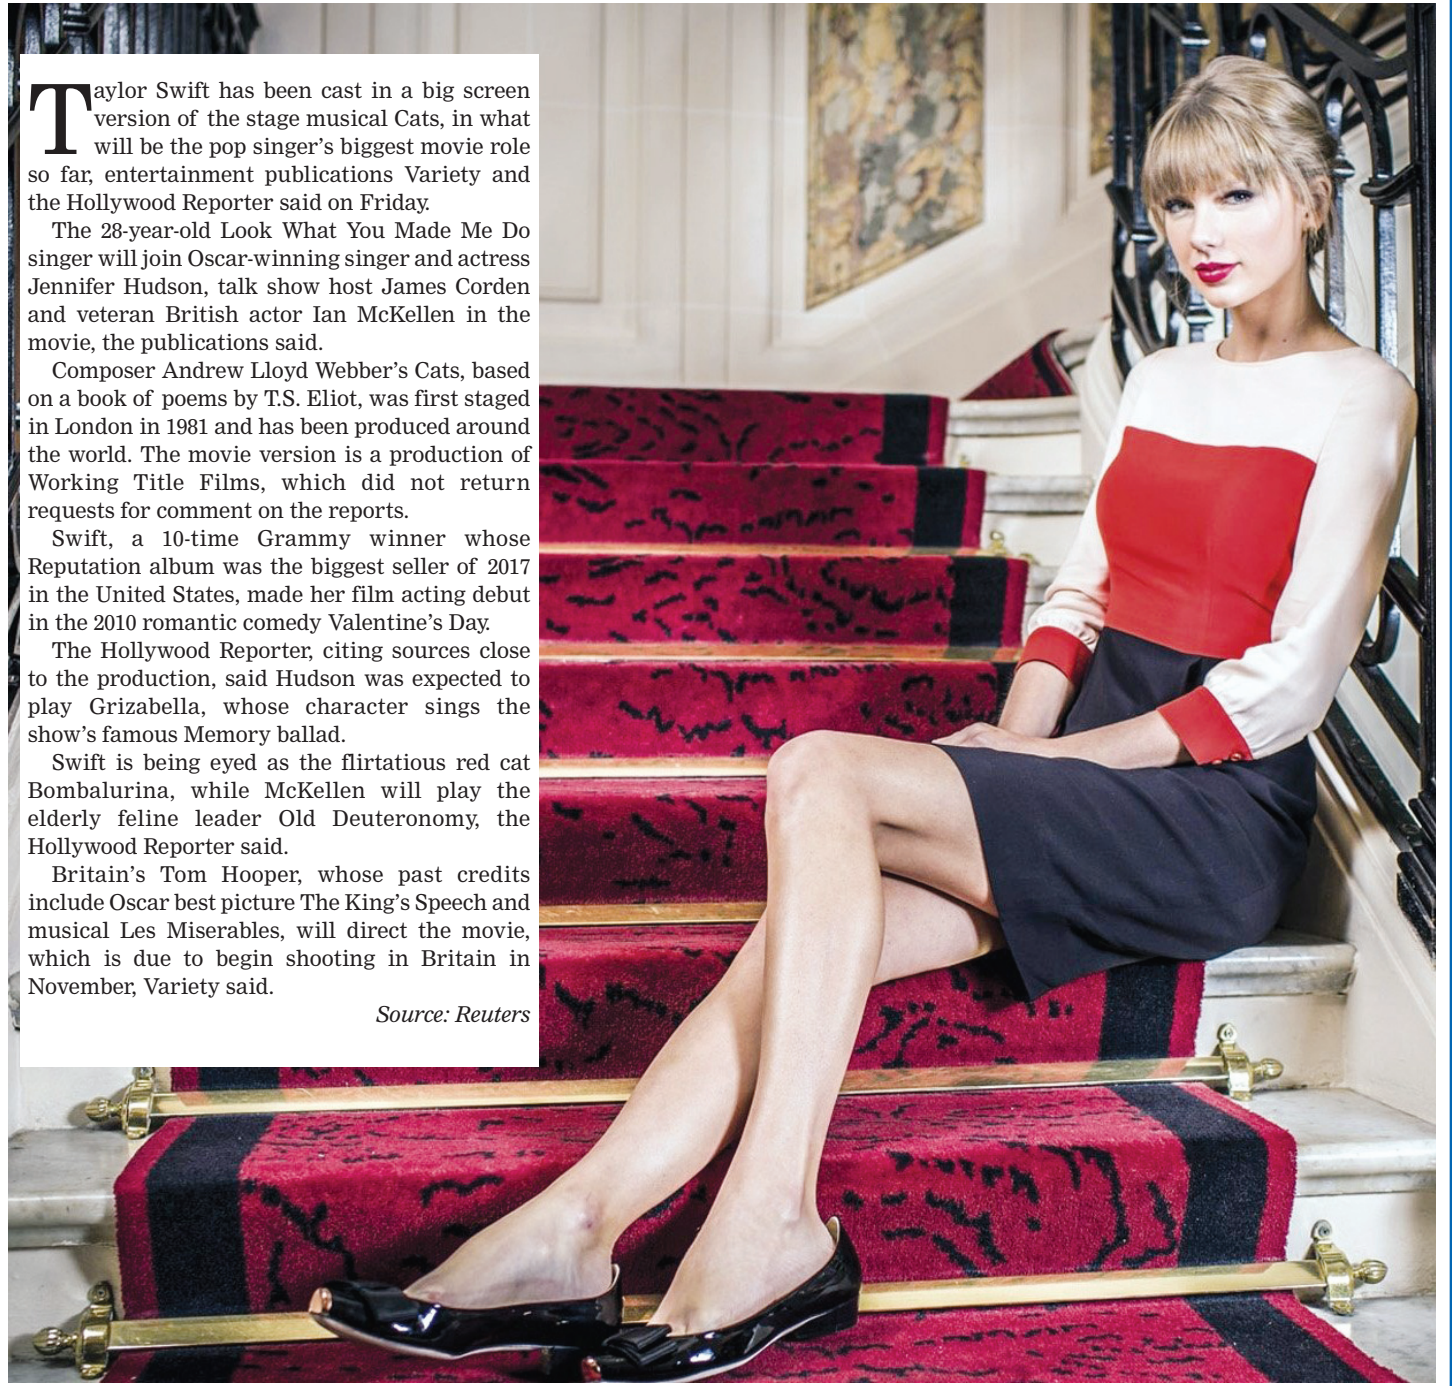 Taylor Swift has been cast in a big screen
version of the stage musical Cats, in what
will be the pop singer's biggest movie role
so far, entertainment publications Variety and
the Hollywood Reporter said on Friday.
The 28-year-old Look What You Made Me Do
singer will join Oscar-winning singer and actress
Jennifer Hudson, talk show host James Corden
and veteran British actor Ian McKellen in the
movie, the publications said.
Composer Andrew Lloyd Webber's Cats, based
on a book of poems by T.S. Eliot, was first staged
in London in 1981 and has been produced around
the world. The movie version is a production of
Working Title Films, which did not return
requests for comment on the reports.
Swift, a 10-time Grammy winner whose
Reputation album was the biggest seller of 2017
in the United States, made her film acting debut
in the 2010 romantic comedy Valentine's Day.
The Hollywood Reporter, citing sources close
to the production, said Hudson was expected to
play Grizabella, whose character sings the
show's famous Memory ballad.
Swift is being eyed as the flirtatious red cat
Bombalurina, while McKellen will play the
elderly feline leader Old Deuteronomy, the
Hollywood Reporter said.
Britain's Tom Hooper, whose past credits
include Oscar best picture The King's Speech and
musical Les Miserables, will direct the movie,
which is due to begin shooting in Britain in
November, Variety said.
Source: Reuters